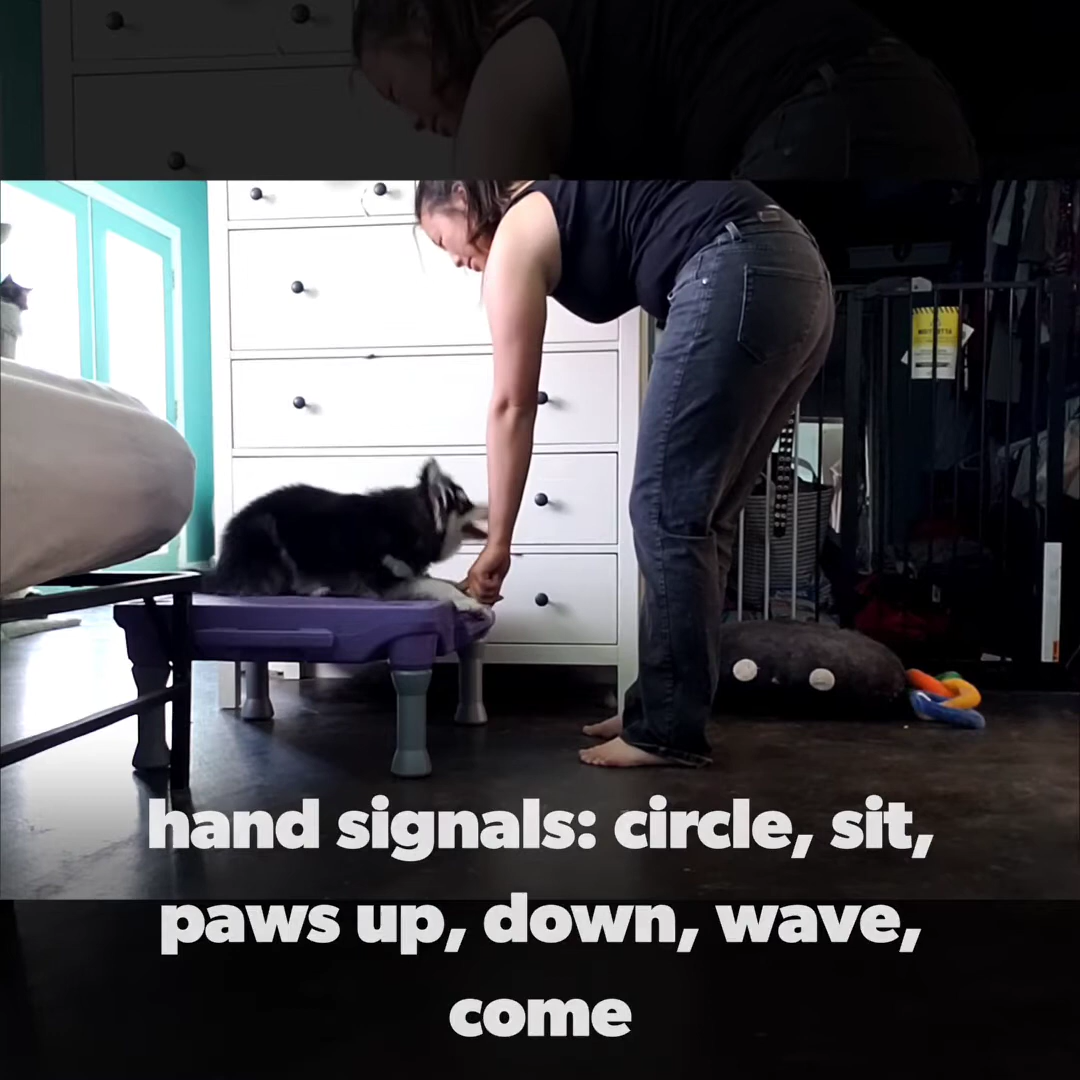 hand signals: circle, sit,
paws up, down, wave,
come